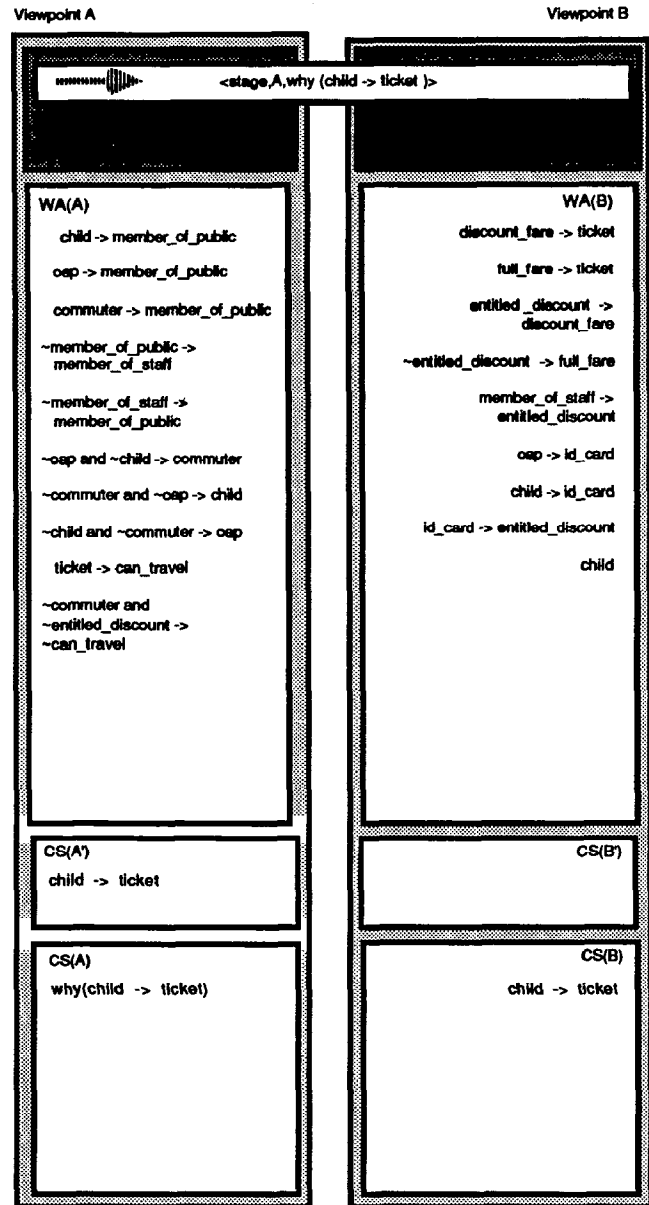 Viewpoint A
Viewpoint B
<stage,A,why (child -> ticket )>
WA(A)
child -> member_of_public
oap -> member_of_public
commuter -> member_of_public
~member_of_public ->
member_of_staff
~member_of_staff ->
member_of_public
~oap and ~child -> commuter
~commuter and ~oap -> child
~child and ~commuter -> oap
ticket -> can_travel
~commuter and
~entitled_discount ->
~can_travel
WA(B)
discount_fare -> ticket
full_fare -> ticket
entitled _discount ->
discount_fare
~entitled_discount -> full_fare
member_of_staff ->
entitled_discount
oap -> id_card
child -> id_card
id_card -> entitled_discount
child
CS(A')
child -> ticket
CS(B')
CS(A)
why(child -> ticket)
CS(B)
child -> ticket